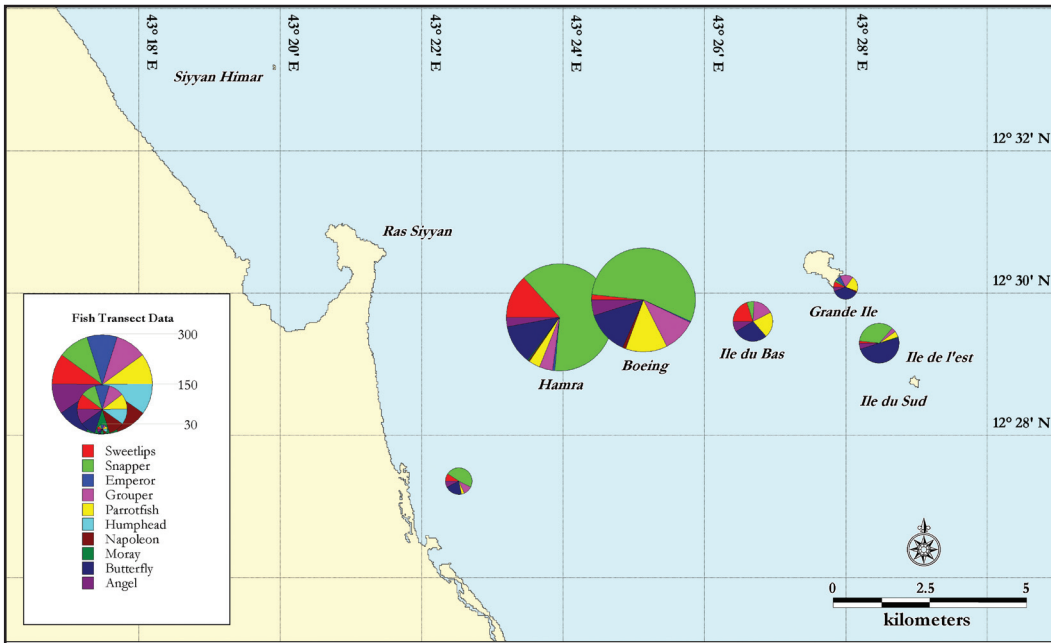 43° 18' E
43° 20' E
43° 22' E
43° 24' E
43° 26' E
43° 28' E
Siyyan Himar
12° 32' N
Ras Siyyan
12° 30' N
Grande Ile
Ile du Bas
Ile de l'est
Boeing
Hamra
Ile du Sud
12° 28' N
Fish Transect Data
300
150
30
Sweetlips
Snapper
Emperor
Grouper
Parrotfish
Humphead
Napoleon
Moray
Butterfly
Angel
0 2.5 5
kilometers